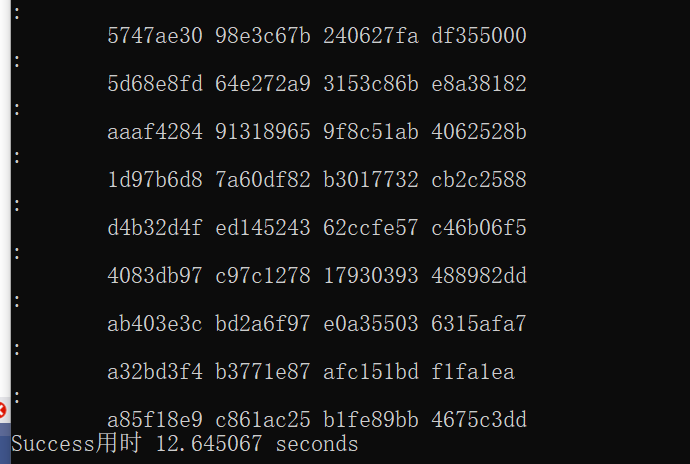 :
5747ae30 98e3c67b 240627fa df355000
:
5d68e8fd 64e272a9 3153c86b e8a38182
:
aaaf4284 91318965 9f8c51ab 4062528b
:
1d97b6d8 7a60df82 b3017732 cb2c2588
:
d4b32d4f ed145243 62ccfe57 c46b06f5
:
4083db97 c97c1278 17930393 488982dd
:
ab403e3c bd2a6f97 e0a35503 6315afa7
:
a32bd3f4 b3771e87 afc151bd f1fa1ea
:
a85f18e9 c861ac25 b1fe89bb 4675c3dd
Success用时 12.645067 seconds